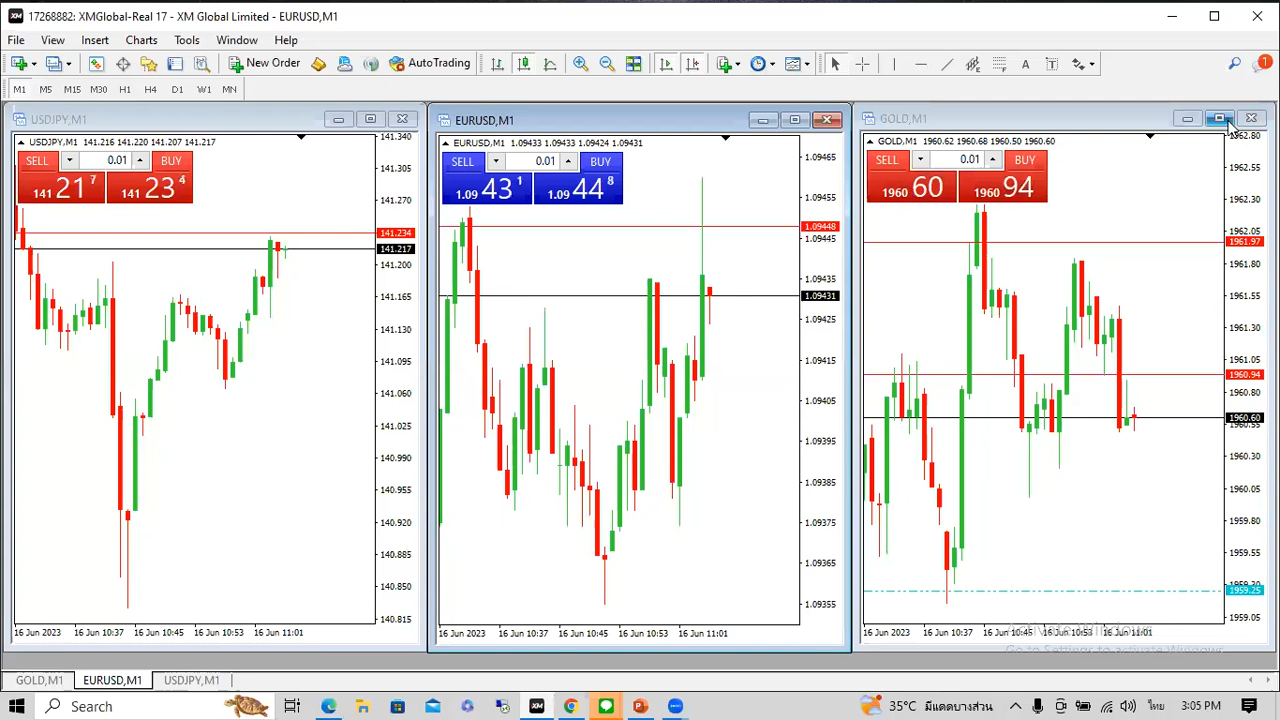 17268882: XMGlobal-Real 17 - XM Global Limited - EURUSD,M1
File View Insert Charts Tools Window Help
New Order AutoTrading
M1 M5 M15 M30 H1 H4 D1 W1 MN
USDJPY,M1
USDJPY,M1 141.216 141.220 141.207 141.217
SELL 0.01 BUY
141 21 7 141 23 4
141.340
141.305
141.270
141.234
141.217
141.200
141.165
141.130
141.095
141.060
141.025
140.990
140.955
140.920
140.885
140.850
140.815
16 Jun 2023 16 Jun 10:37 16 Jun 10:45 16 Jun 10:53 16 Jun 11:01
EURUSD,M1
EURUSD,M1 1.09433 1.09433 1.09424 1.09431
SELL 0.01 BUY
1.09 43 1 1.09 44 8
1.09465
1.09455
1.09448
1.09445
1.09435
1.09431
1.09425
1.09415
1.09405
1.09395
1.09385
1.09375
1.09365
1.09355
16 Jun 2023 16 Jun 10:37 16 Jun 10:45 16 Jun 10:53 16 Jun 11:01
GOLD,M1
GOLD,M1 1960.62 1960.68 1960.50 1960.60
SELL 0.01 BUY
1960 60 1960 94
1962.80
1962.55
1962.30
1962.05
1961.97
1961.80
1961.55
1961.30
1961.05
1960.94
1960.80
1960.60
1960.55
1960.30
1960.05
1959.80
1959.55
1959.30
1959.25
1959.05
16 Jun 2023 16 Jun 10:37 16 Jun 10:45 16 Jun 10:53 16 Jun 11:01
Activate Windows
Go to Settings to activate Windows.
GOLD,M1 EURUSD,M1 USDJPY,M1
Search
35°C มีแดดบางส่วน
ไทย 3:05 PM